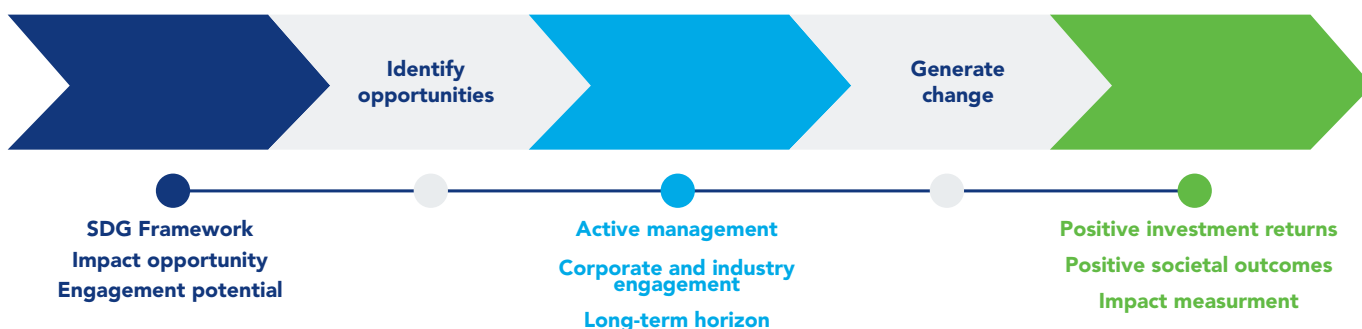 Identify
opportunities
Generate
change
SDG Framework
Impact opportunity
Engagement potential
Active management
Corporate and industry
engagement
Long-term horizon
Positive investment returns
Positive societal outcomes
Impact measurment